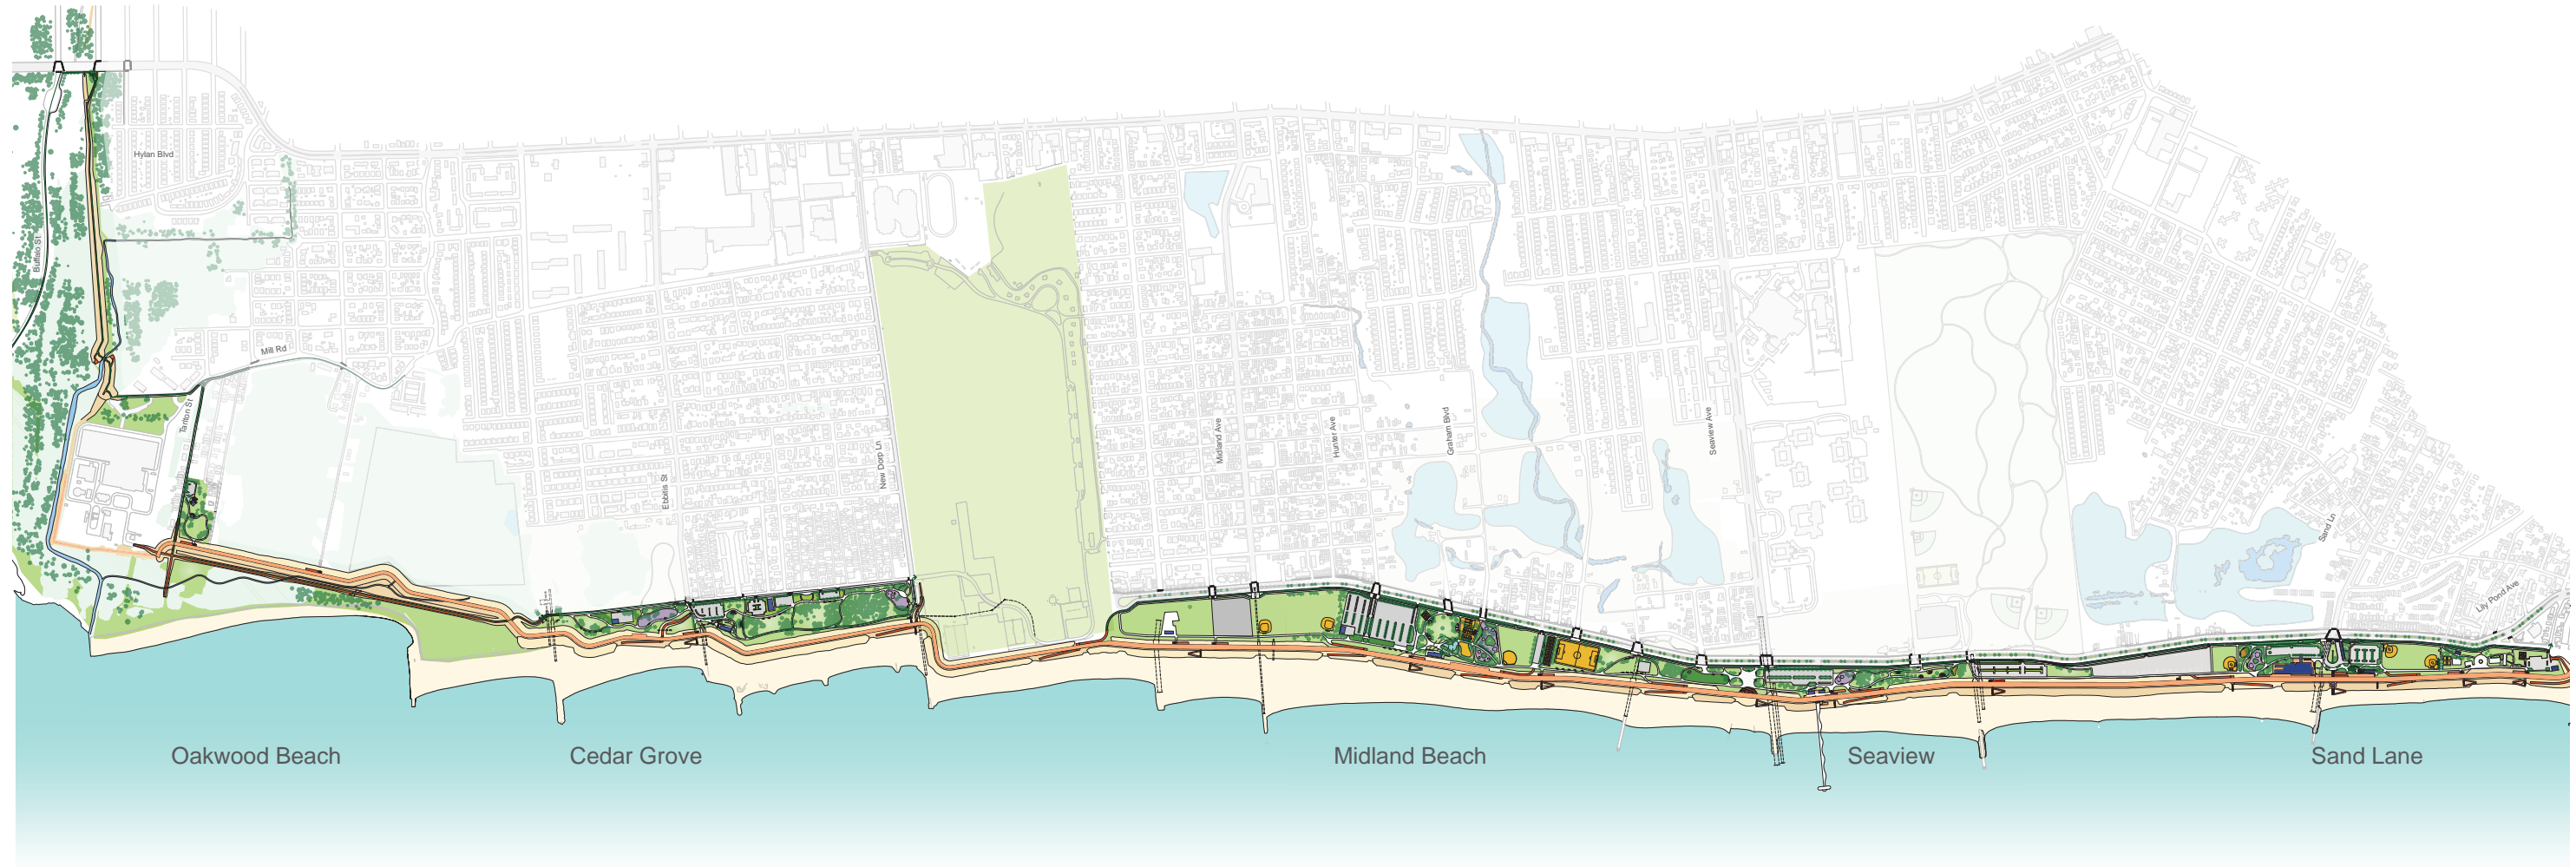 Hylan Blvd
Buffalo St
Mill Rd
Tarlton St
Ebbitts St
New Dorp Ln
Midland Ave
Hunter Ave
Graham Blvd
Seaview Ave
Sand Ln
Lily Pond Ave
Oakwood Beach
Cedar Grove
Midland Beach
Seaview
Sand Lane